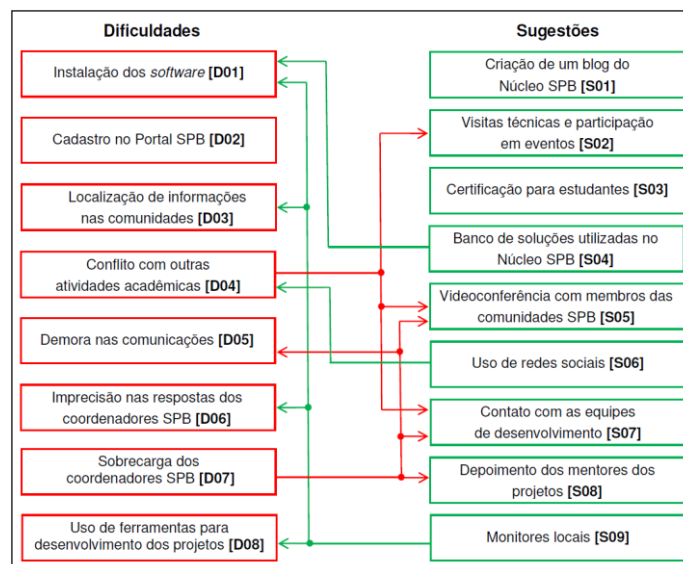 Dificuldades
Instalação dos software [D01]
Cadastro no Portal SPB [D02]
Localização de informações
nas comunidades [D03]
Conflito com outras
atividades acadêmicas [D04]
Demora nas comunicações [D05]
Imprecisão nas respostas dos
coordenadores SPB [D06]
Sobrecarga dos
coordenadores SPB [D07]
Uso de ferramentas para
desenvolvimento dos projetos [D08]
Sugestões
Criação de um blog do
Núcleo SPB [S01]
Visitas técnicas e participação
em eventos [S02]
Certificação para estudantes [S03]
Banco de soluções utilizadas no
Núcleo SPB [S04]
Videoconferência com membros das
comunidades SPB [S05]
Uso de redes sociais [S06]
Contato com as equipes
de desenvolvimento [S07]
Depoimento dos mentores dos
projetos [S08]
Monitores locais [S09]